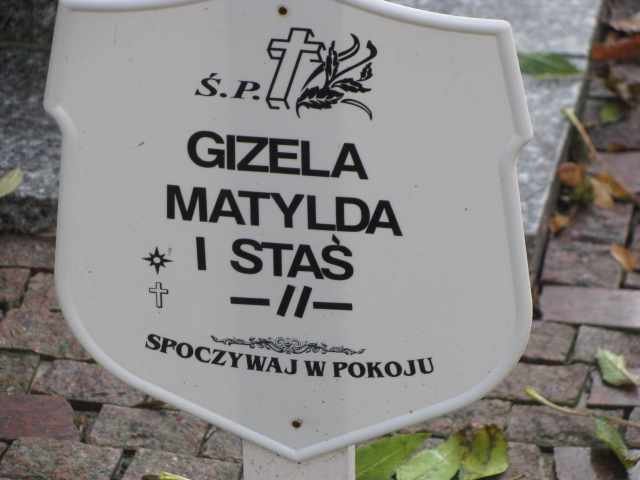 Ś.P.
GIZELA
MATYLDA
I STAŚ
—//—
SPOCZYWAJ W POKOJU